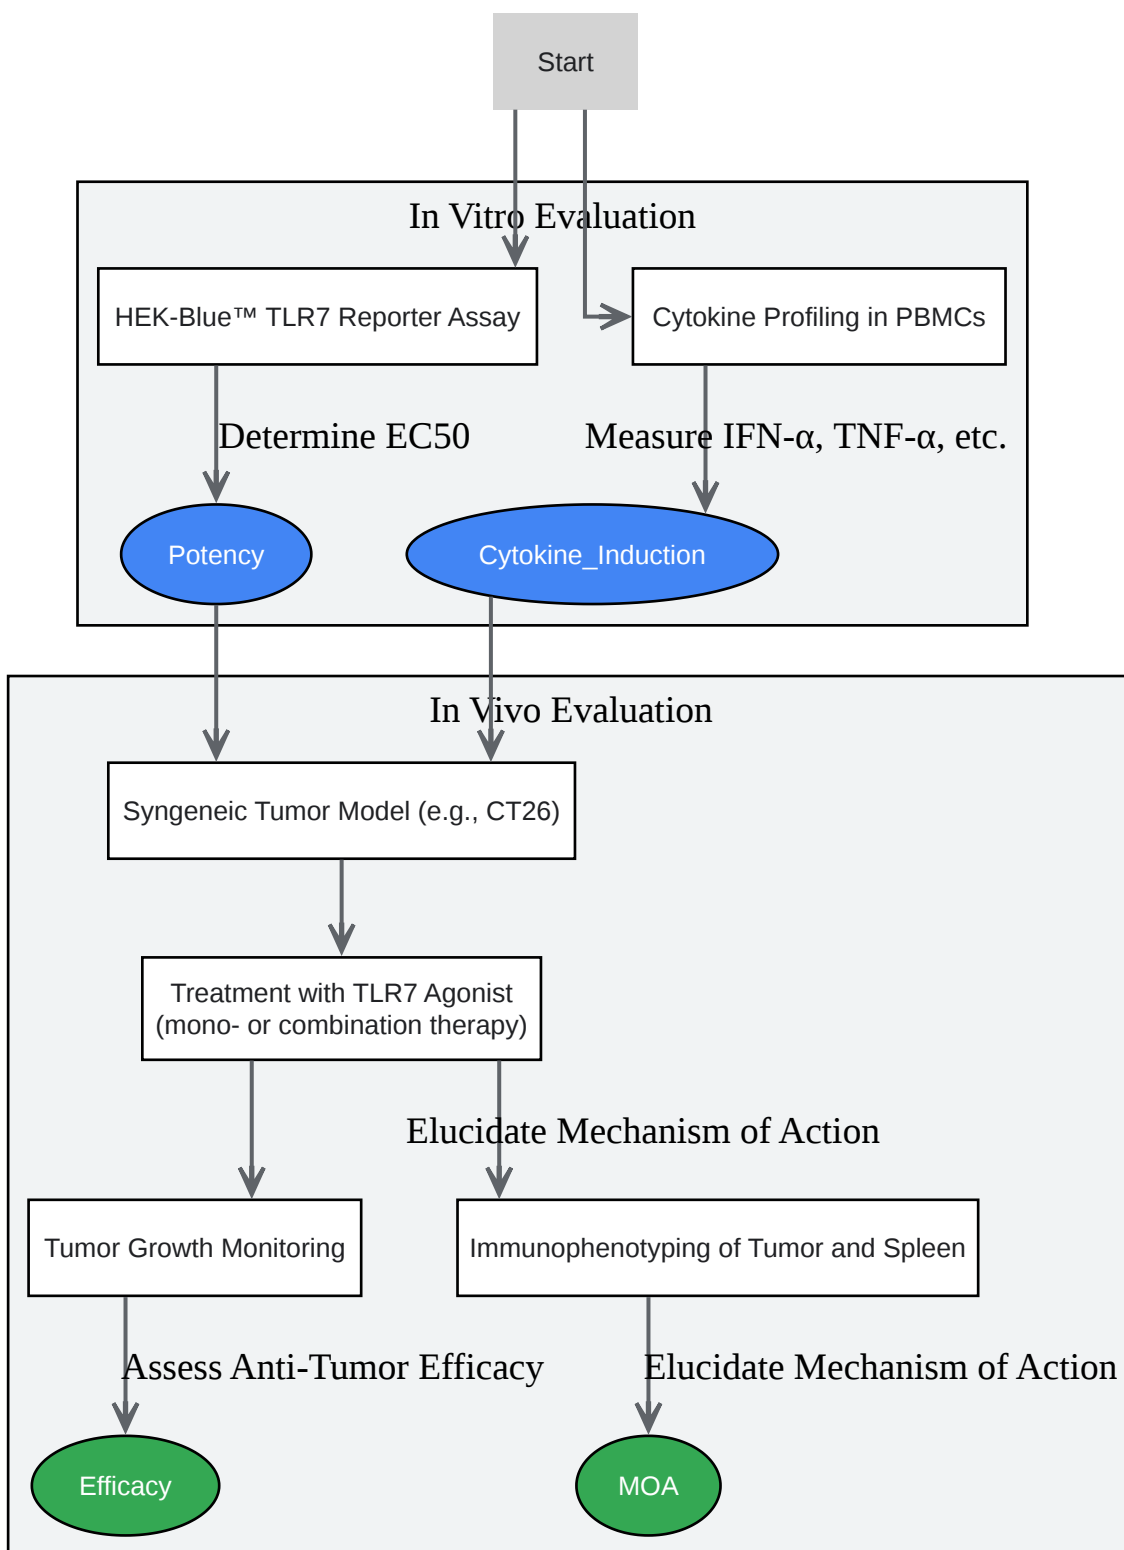 Start
In Vitro Evaluation
HEK-Blue™ TLR7 Reporter Assay
Cytokine Profiling in PBMCs
Determine EC50
Measure IFN-α, TNF-α, etc.
Potency
Cytokine_Induction
In Vivo Evaluation
Syngeneic Tumor Model (e.g., CT26)
Treatment with TLR7 Agonist
(mono- or combination therapy)
Elucidate Mechanism of Action
Tumor Growth Monitoring
Immunophenotyping of Tumor and Spleen
Assess Anti-Tumor Efficacy
Elucidate Mechanism of Action
Efficacy
MOA